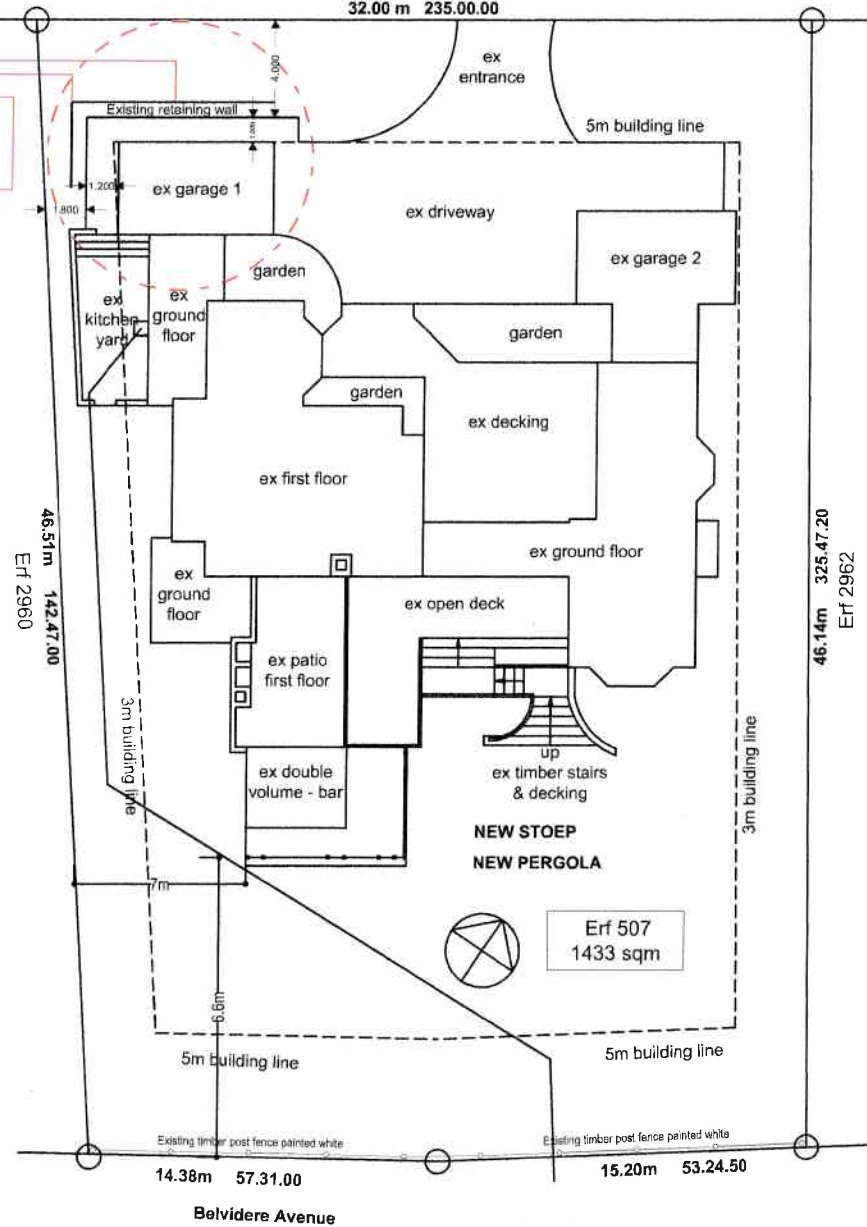 32.00 m 235.00.00
ex
entrance
4.000
Existing retaining wall
5m building line
1.200
ex garage 1
1.800
ex driveway
ex garage 2
garden
ex
kitchen
yard
ex
ground
floor
garden
garden
ex decking
ex first floor
46.51m 142.47.00
Erf 2960
46.14m 325.47.20
Erf 2962
ex ground floor
ex
ground
floor
ex open deck
ex patio
first floor
3m building line
3m building line
up
ex timber stairs
& decking
ex double
volume - bar
NEW STOEP
NEW PERGOLA
7m
Erf 507
1433 sqm
6.6m
5m building line
5m building line
Existing timber post fence painted white
Existing timber post fence painted white
14.38m 57.31.00
15.20m 53.24.50
Belvidere Avenue